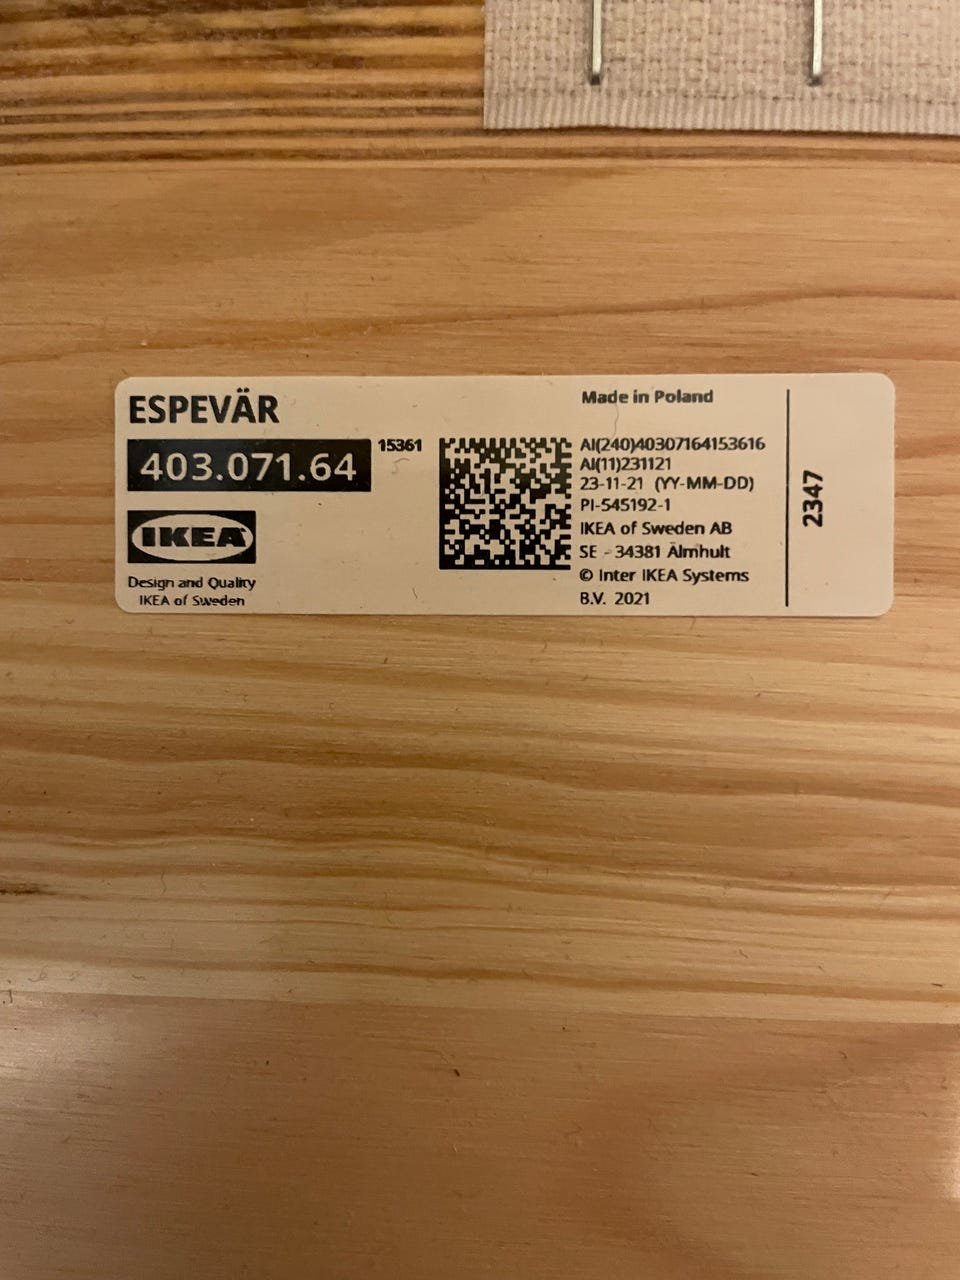 ESPEVÄR
403.071.64
15361
IKEA
Design and Quality
IKEA of Sweden
Made in Poland
AI(240)40307164153616
AI(11)231121
23-11-21 (YY-MM-DD)
PI-545192-1
IKEA of Sweden AB
SE - 34381 Älmhult
© Inter IKEA Systems
B.V. 2021
2347